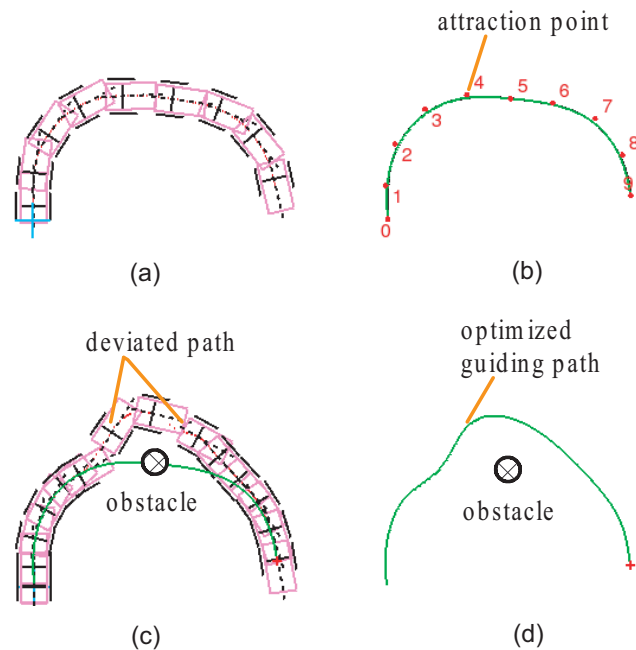 attraction point
0
1
2
3
4
5
6
7
8
9
(a)
(b)
deviated path
obstacle
optimized
guiding path
obstacle
(c)
(d)